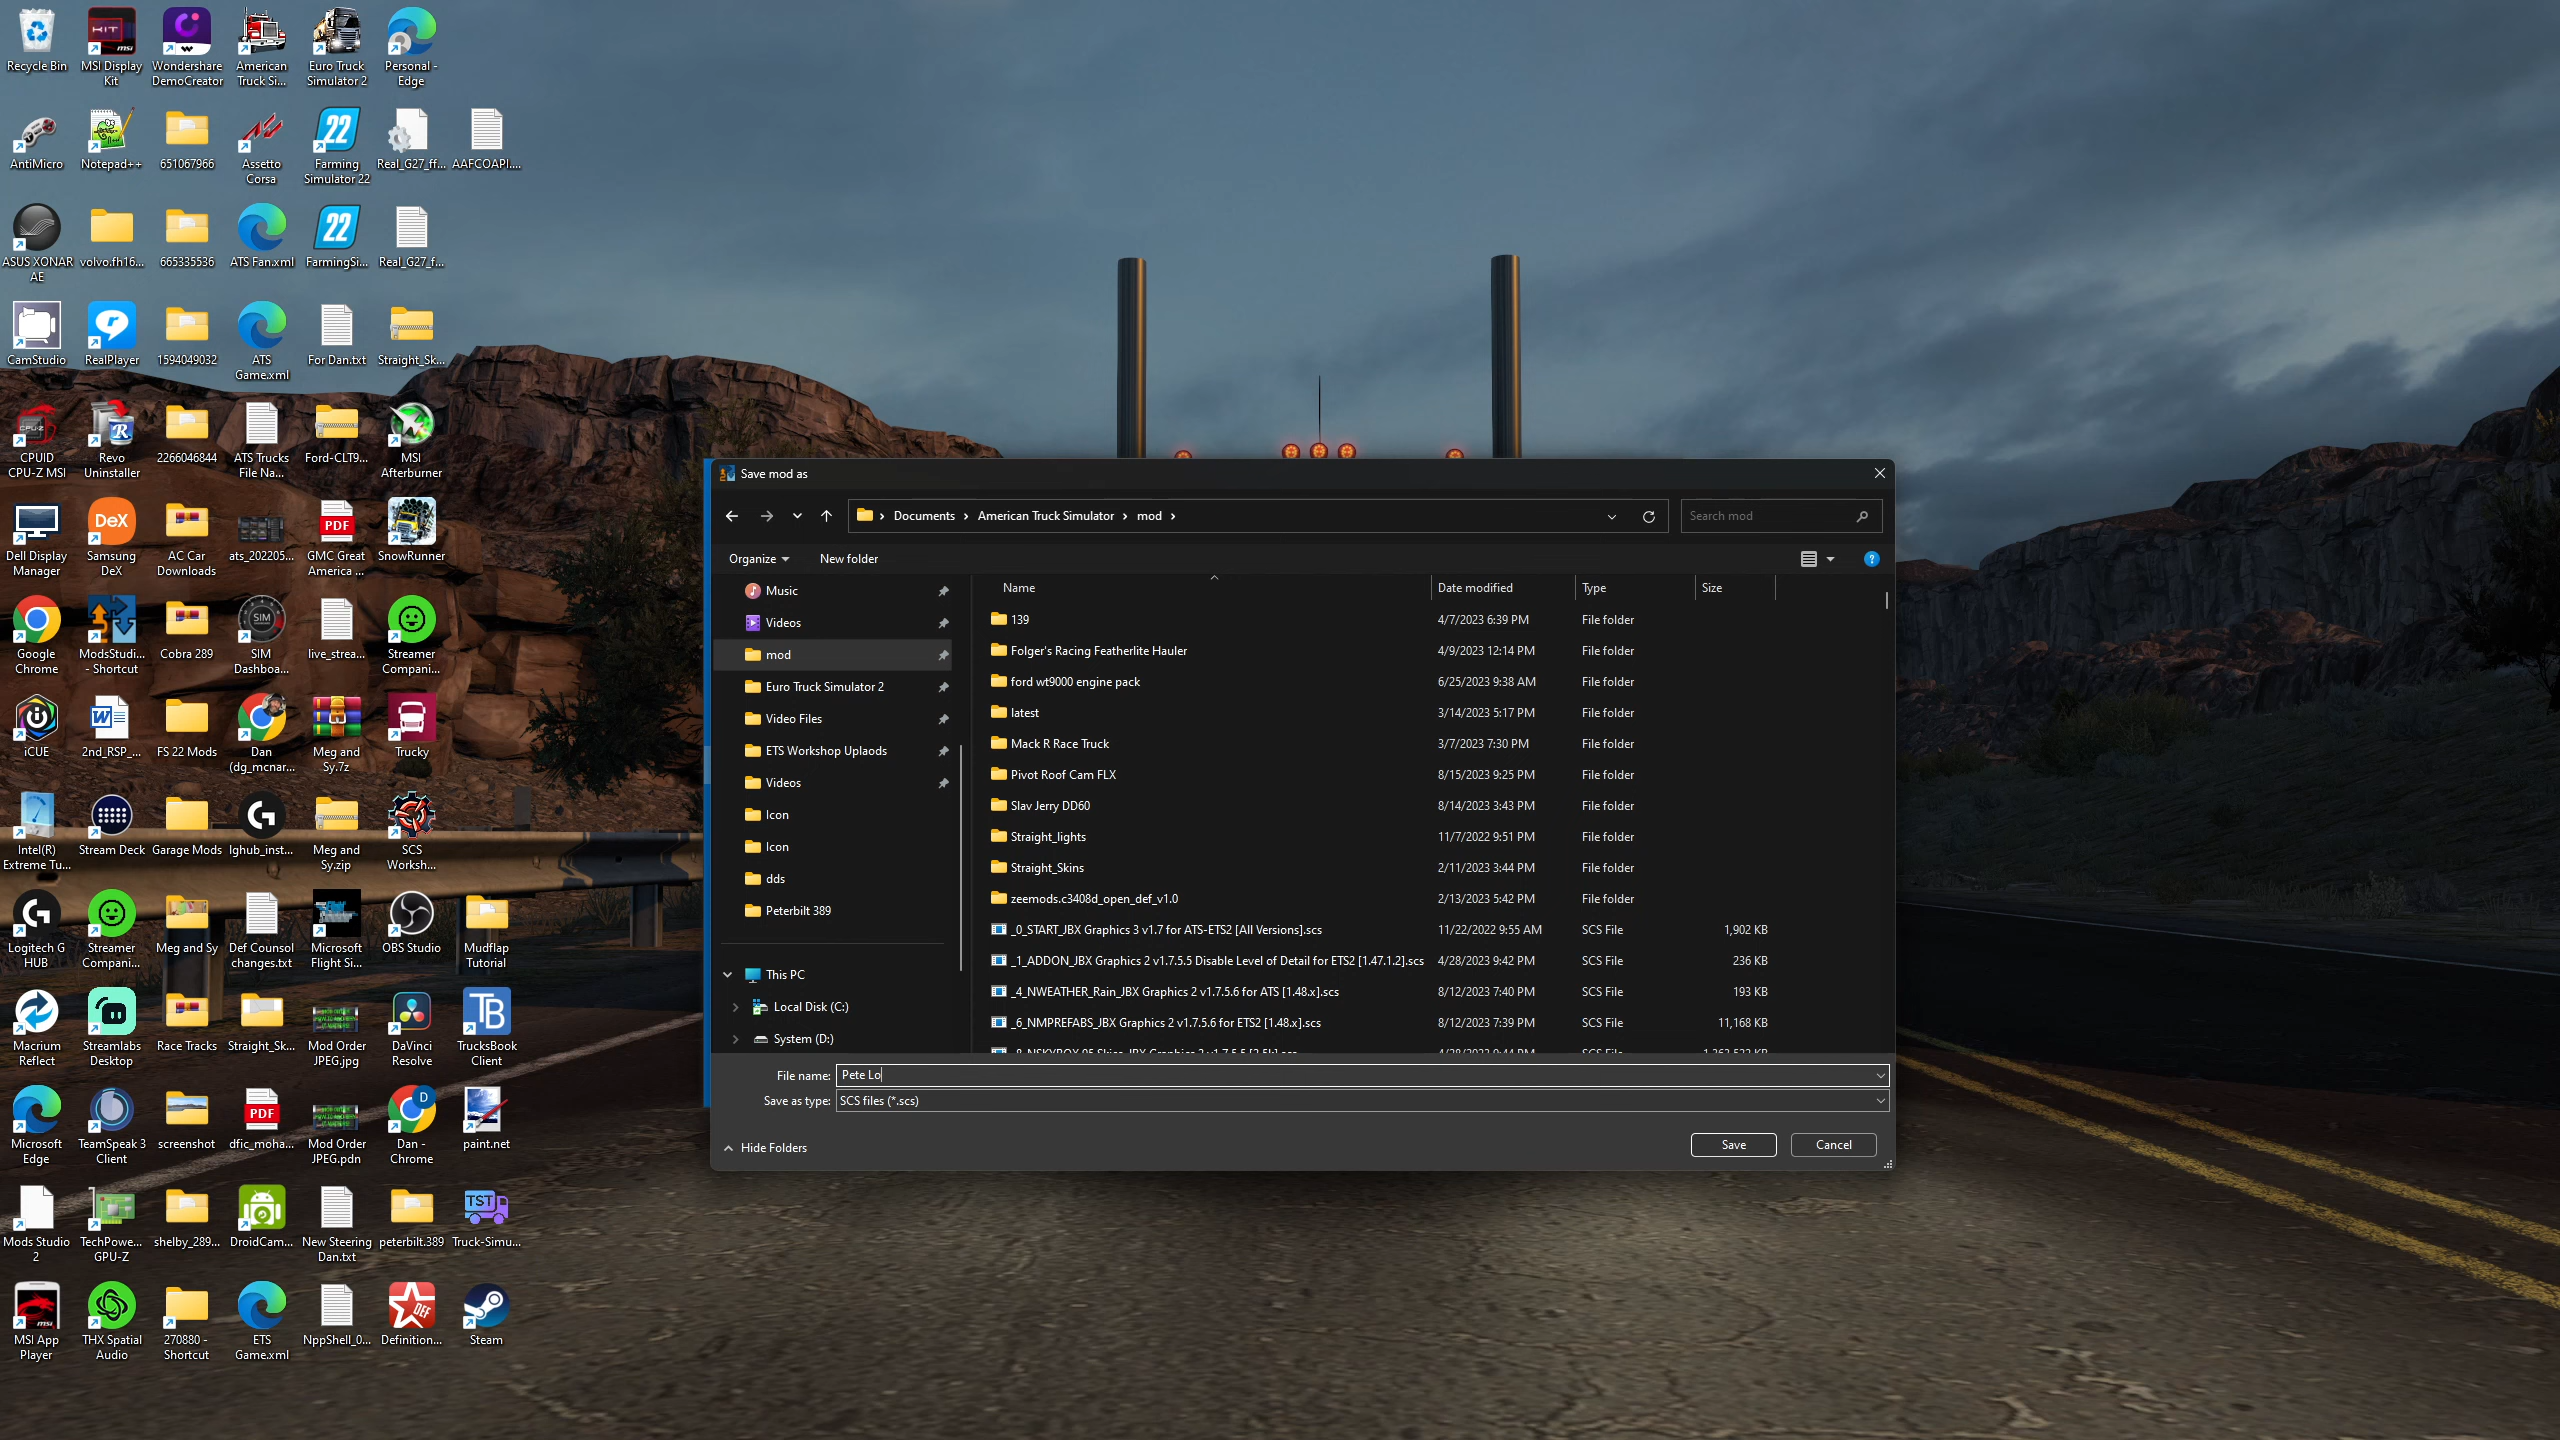 Recycle Bin
MSI Display
Kit
Wondershare
DemoCreator
American
Truck Si...
Euro Truck
Simulator 2
Personal -
Edge
AntiMicro
Notepad++
651067966
Assetto
Corsa
Farming
Simulator 22
Real_G27_ff...
AAFCOAPI....
ASUS XONAR
AE
volvo.fh16...
665335536
ATS Fan.xml
FarmingSi...
Real_G27_f...
CamStudio
RealPlayer
1594049032
ATS
Game.xml
For Dan.txt
Straight_Sk...
CPUID
CPU-Z MSI
Revo
Uninstaller
2266046844
ATS Trucks
File Na...
Ford-CLT9...
MSI
Afterburner
Dell Display
Manager
Samsung
DeX
AC Car
Downloads
ats_202205...
GMC Great
America ...
SnowRunner
Google
Chrome
ModsStudi...
- Shortcut
Cobra 289
SIM
Dashboa...
live_strea...
Streamer
Compani...
iCUE
2nd_RSP_...
FS 22 Mods
Dan
(dg_mcnar...
Meg and
Sy.7z
Trucky
Intel(R)
Extreme Tu...
Stream Deck
Garage Mods
lghub_inst...
Meg and
Sy.zip
SCS
Worksh...
Logitech G
HUB
Streamer
Compani...
Meg and Sy
Def Counsol
changes.txt
Microsoft
Flight Si...
OBS Studio
Mudflap
Tutorial
Macrium
Reflect
Streamlabs
Desktop
Race Tracks
Straight_Sk...
Mod Order
JPEG.jpg
DaVinci
Resolve
TrucksBook
Client
Microsoft
Edge
TeamSpeak 3
Client
screenshot
dfic_moha...
Mod Order
JPEG.pdn
Dan -
Chrome
paint.net
Mods Studio
2
TechPowe...
GPU-Z
shelby_289...
DroidCam...
New Steering
Dan.txt
peterbilt.389
Truck-Simu...
MSI App
Player
THX Spatial
Audio
270880 -
Shortcut
ETS
Game.xml
NppShell_0...
Definition...
Steam
Save mod as
Documents > American Truck Simulator > mod >
Search mod
Organize
New folder
Music
Videos
mod
Euro Truck Simulator 2
Video Files
ETS Workshop Uplaods
Videos
Icon
Icon
dds
Peterbilt 389
This PC
Local Disk (C:)
System (D:)
Name Date modified Type Size
139 4/7/2023 6:39 PM File folder
Folger's Racing Featherlite Hauler 4/9/2023 12:14 PM File folder
ford wt9000 engine pack 6/25/2023 9:38 AM File folder
latest 3/14/2023 5:17 PM File folder
Mack R Race Truck 3/7/2023 7:30 PM File folder
Pivot Roof Cam FLX 8/15/2023 9:25 PM File folder
Slav Jerry DD60 8/14/2023 3:43 PM File folder
Straight_lights 11/7/2022 9:51 PM File folder
Straight_Skins 2/11/2023 3:44 PM File folder
zeemods.c3408d_open_def_v1.0 2/13/2023 5:42 PM File folder
_0_START_JBX Graphics 3 v1.7 for ATS-ETS2 [All Versions].scs 11/22/2022 9:55 AM SCS File 1,902 KB
_1_ADDON_JBX Graphics 2 v1.7.5.5 Disable Level of Detail for ETS2 [1.47.1.2].scs 4/28/2023 9:42 PM SCS File 236 KB
_4_NWEATHER_Rain_JBX Graphics 2 v1.7.5.6 for ATS [1.48.x].scs 8/12/2023 7:40 PM SCS File 193 KB
_6_NMPREFABS_JBX Graphics 2 v1.7.5.6 for ETS2 [1.48.x].scs 8/12/2023 7:39 PM SCS File 11,168 KB
File name: Pete Lo
Save as type: SCS files (*.scs)
Hide Folders
Save
Cancel